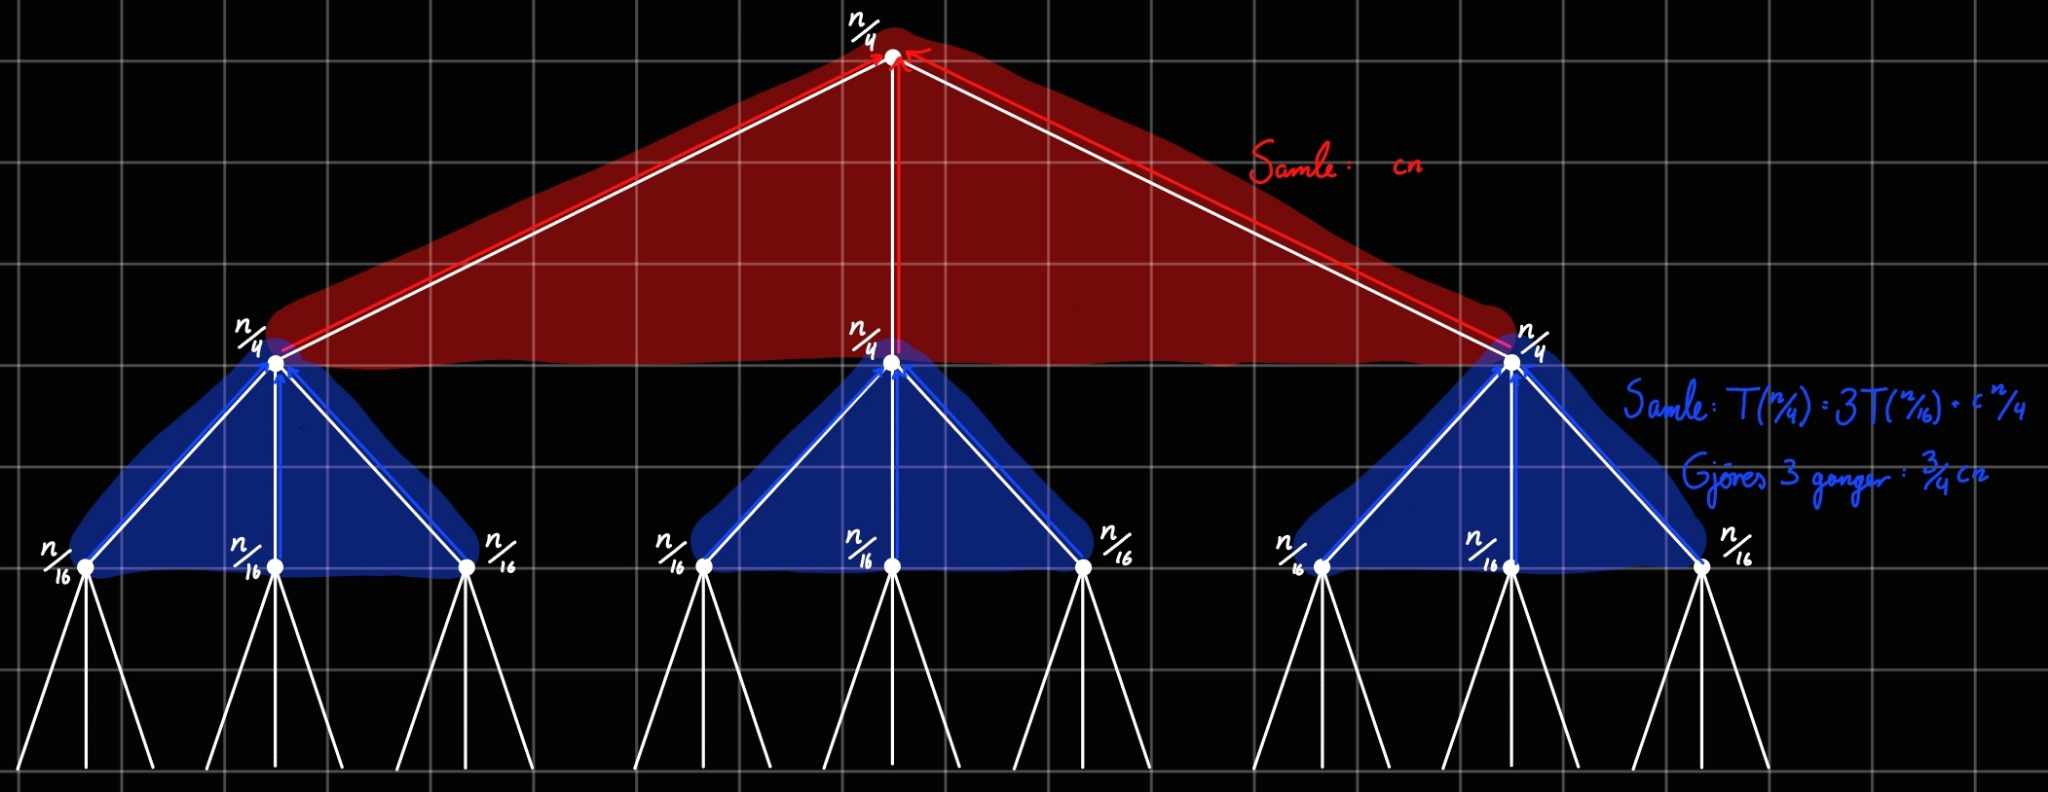 n/4
Samle: cn
n/4 n/4 n/4
Samle: T(n/4) = 3T(n/16) + c n/4
Gjøres 3 ganger: 3/4 cn
n/16 n/16 n/16 n/16 n/16 n/16 n/16 n/16 n/16